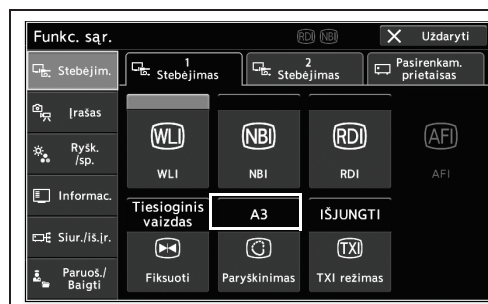 Funkc. sąr.
RDI NBI
Uždaryti
Stebėjim.
1
Stebėjimas
2
Stebėjimas
Pasirenkam.
prietaisas
Įrašas
Ryšk.
/sp.
Informac.
Siur./iš.įr.
Paruoš./
Baigti
WLI
NBI
RDI
AFI
WLI
NBI
RDI
AFI
Tiesioginis
vaizdas
A3
IŠJUNGTI
TXI
Fiksuoti
Paryškinimas
TXI režimas